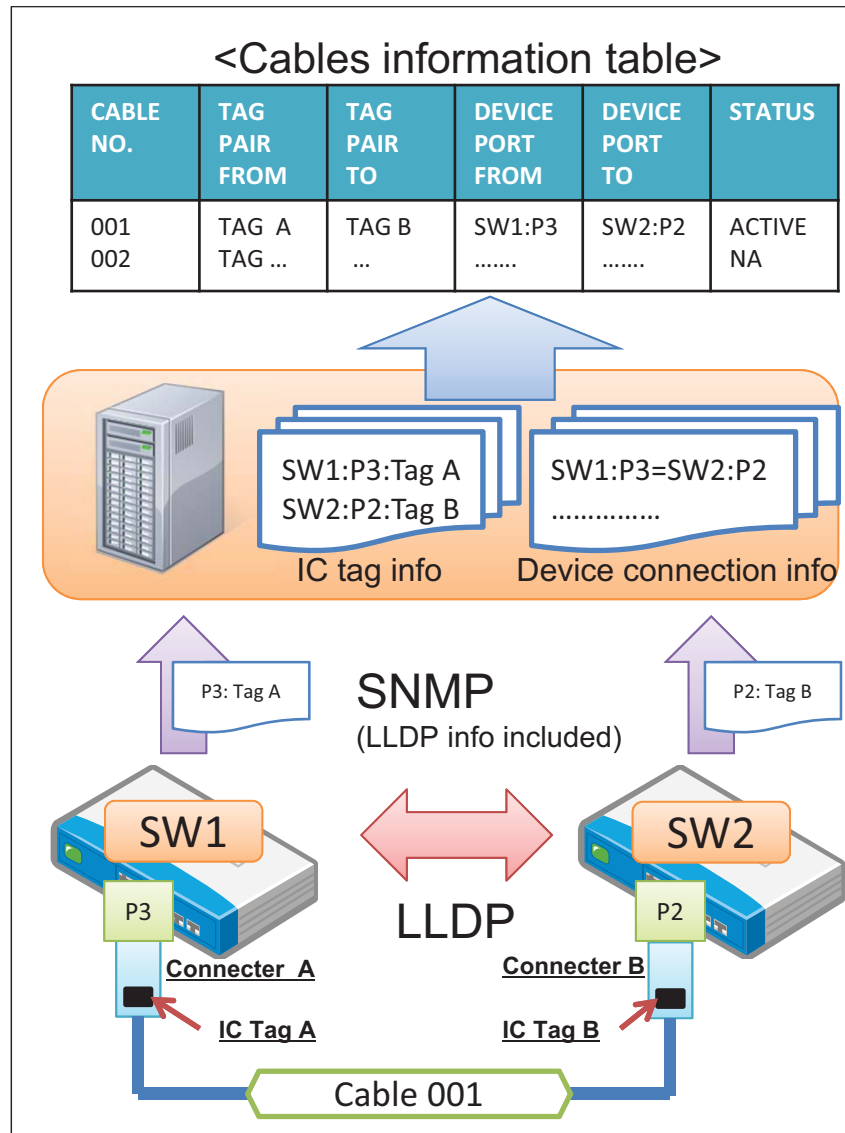 <Cables information table>
CABLE NO. TAG PAIR FROM TAG PAIR TO DEVICE PORT FROM DEVICE PORT TO STATUS
001 TAG A TAG B SW1:P3 SW2:P2 ACTIVE
002 TAG ... ... ....... ....... NA
SW1:P3:Tag A
SW2:P2:Tag B
IC tag info
SW1:P3=SW2:P2
...............
Device connection info
P3: Tag A
SNMP
(LLDP info included)
P2: Tag B
SW1
SW2
P3
LLDP
P2
Connecter A
Connecter B
IC Tag A
IC Tag B
Cable 001